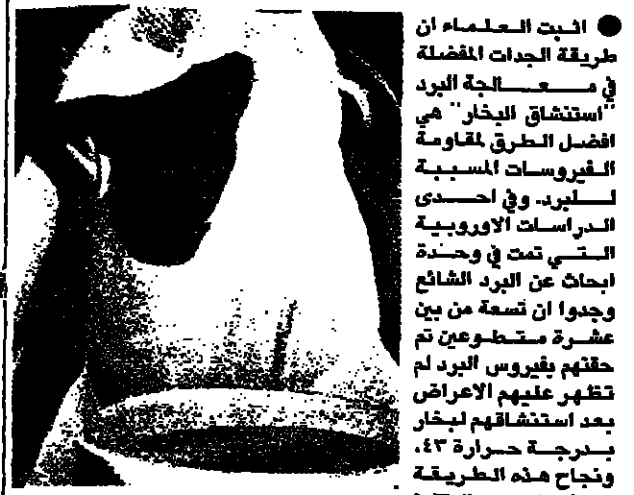 ● اثبت العلماء ان
طريقة الجدات المفضلة
في معالجة البرد
"استنشاق البخار" هي
افضل الطرق لمقاومة
الفيروسات المسببة
للبرد. وفي احدى
الدراسات الاوروبية
التي تمت في وحدة
ابحاث عن البرد الشائع
وجدوا ان تسعة من بين
عشرة متطوعين تم
حقنهم بفيروس البرد لم
تظهر عليهم الاعراض
بعد استنشاقهم لبخار
بدرجة حرارة ٤٣.
ونجاح هذه الطريقة